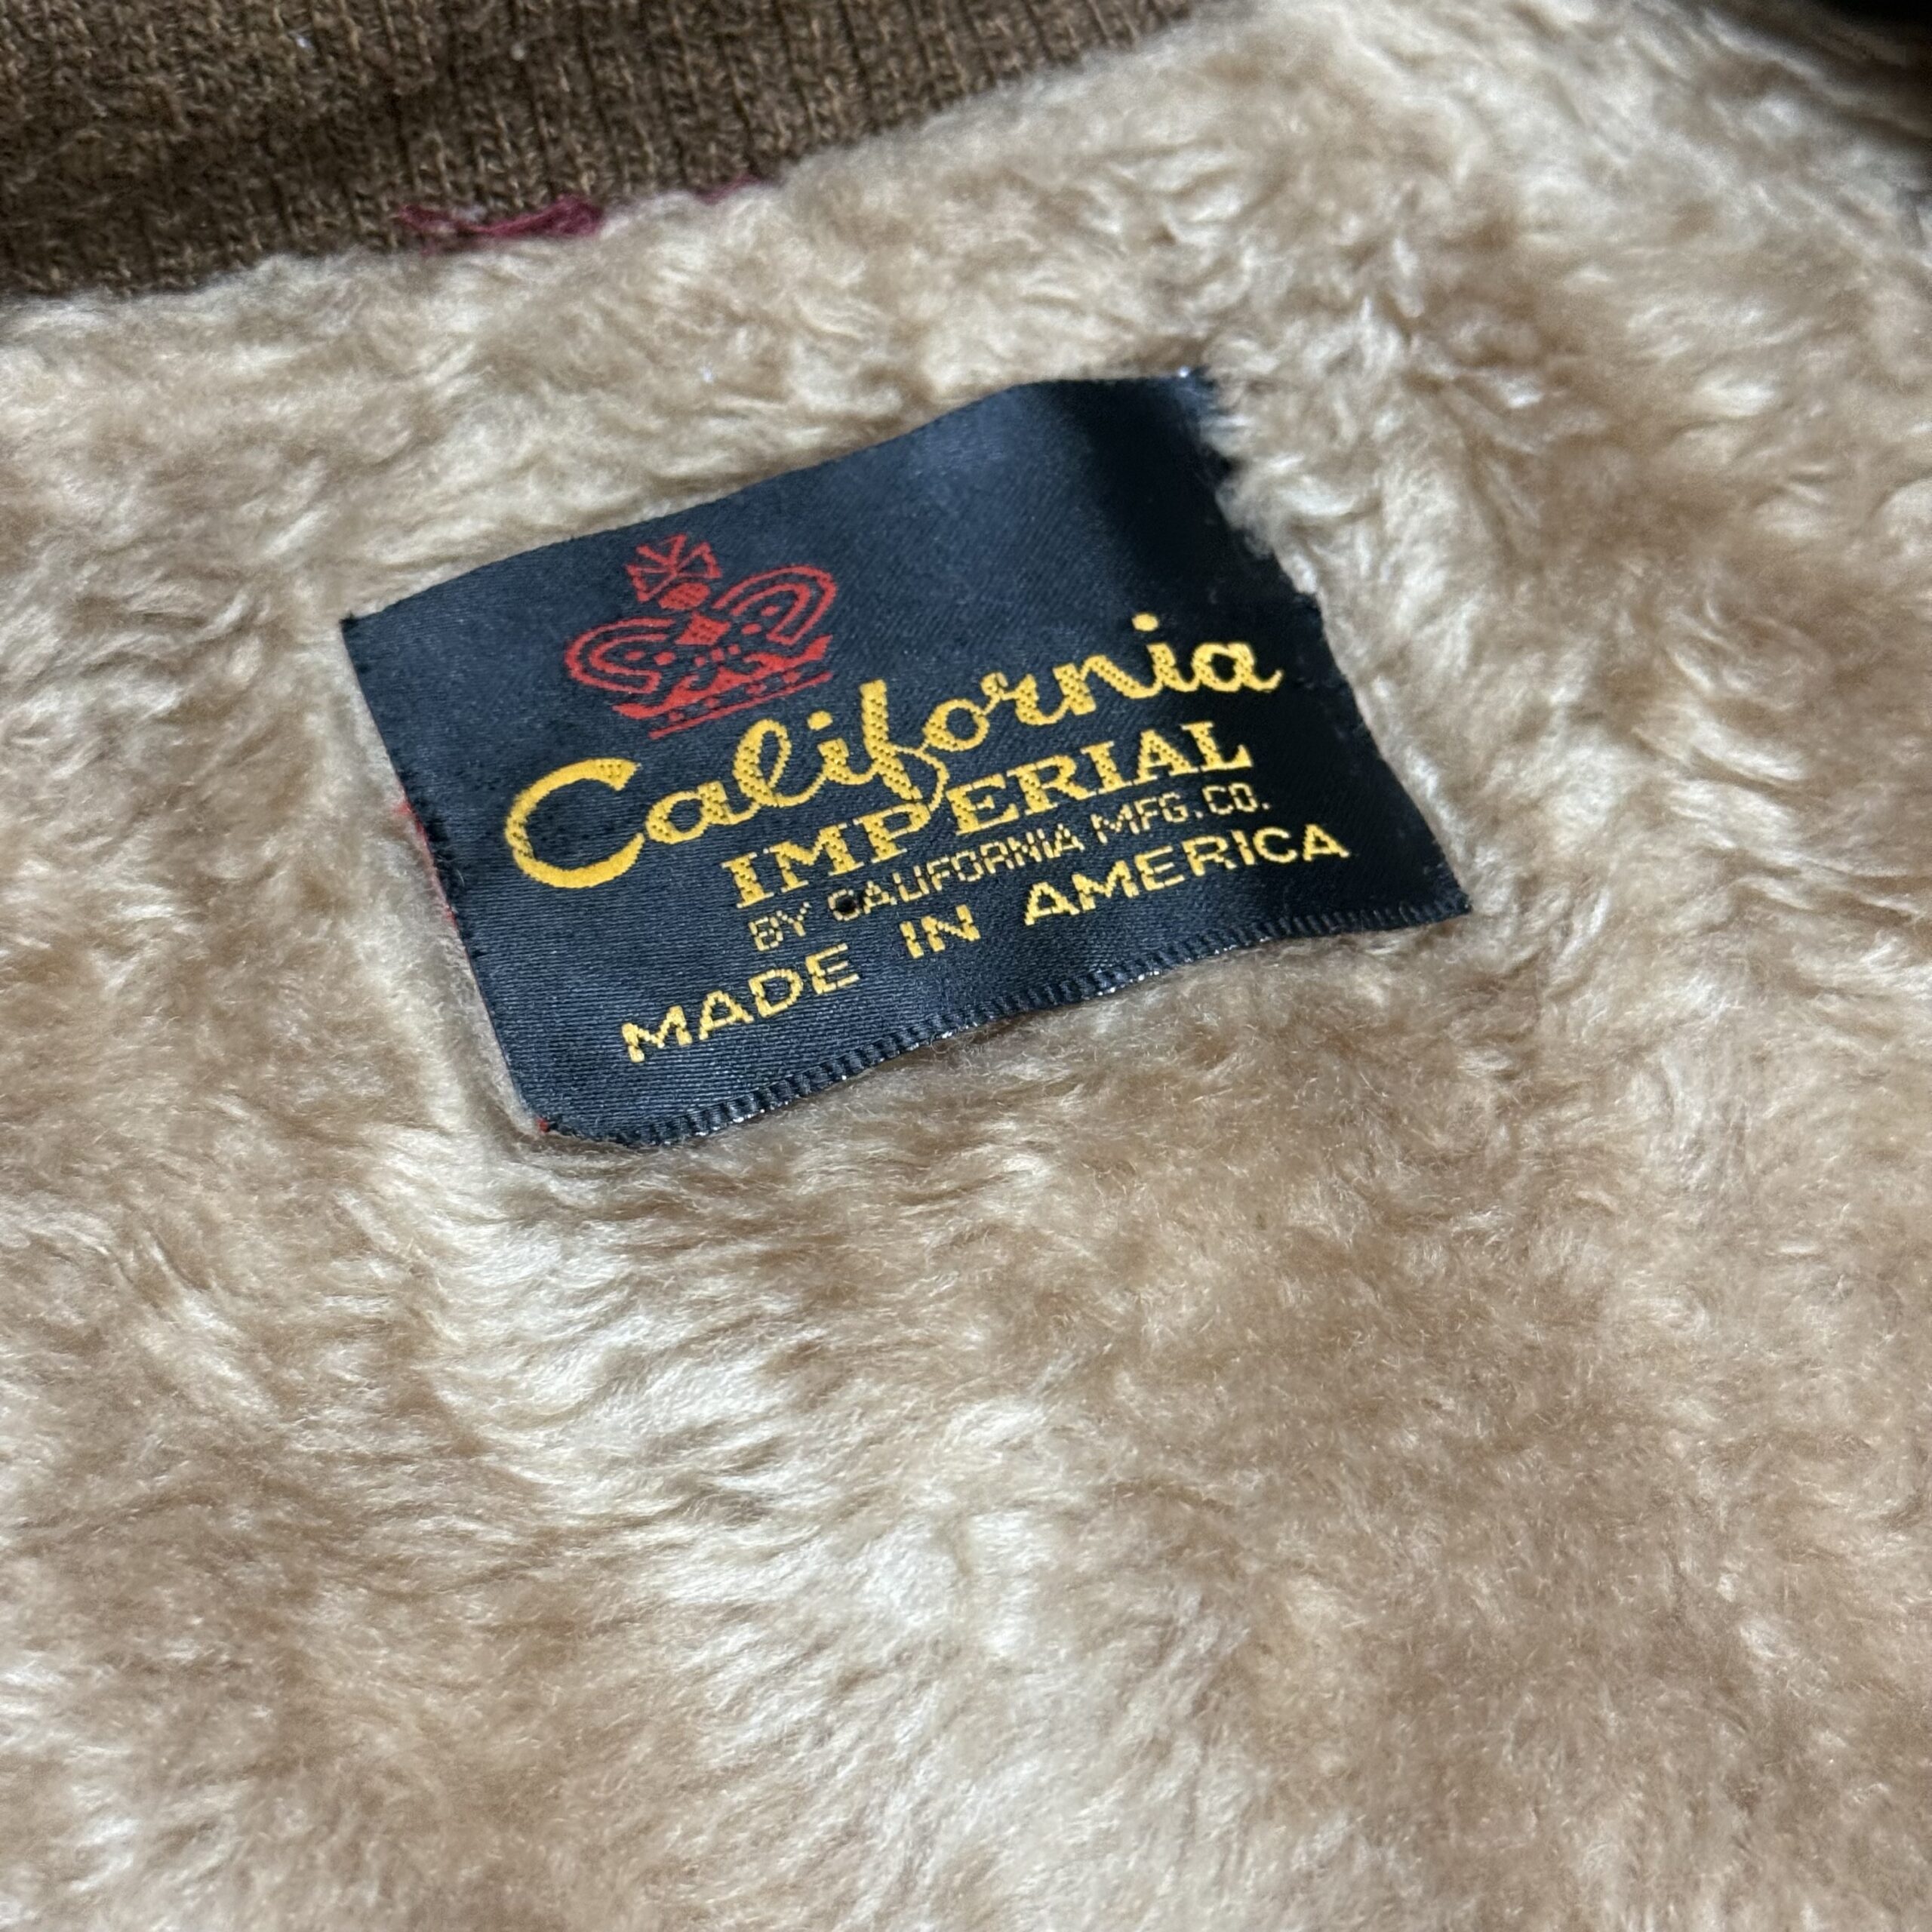 California
IMPERIAL
BY CALIFORNIA MFG. CO.
MADE IN AMERICA